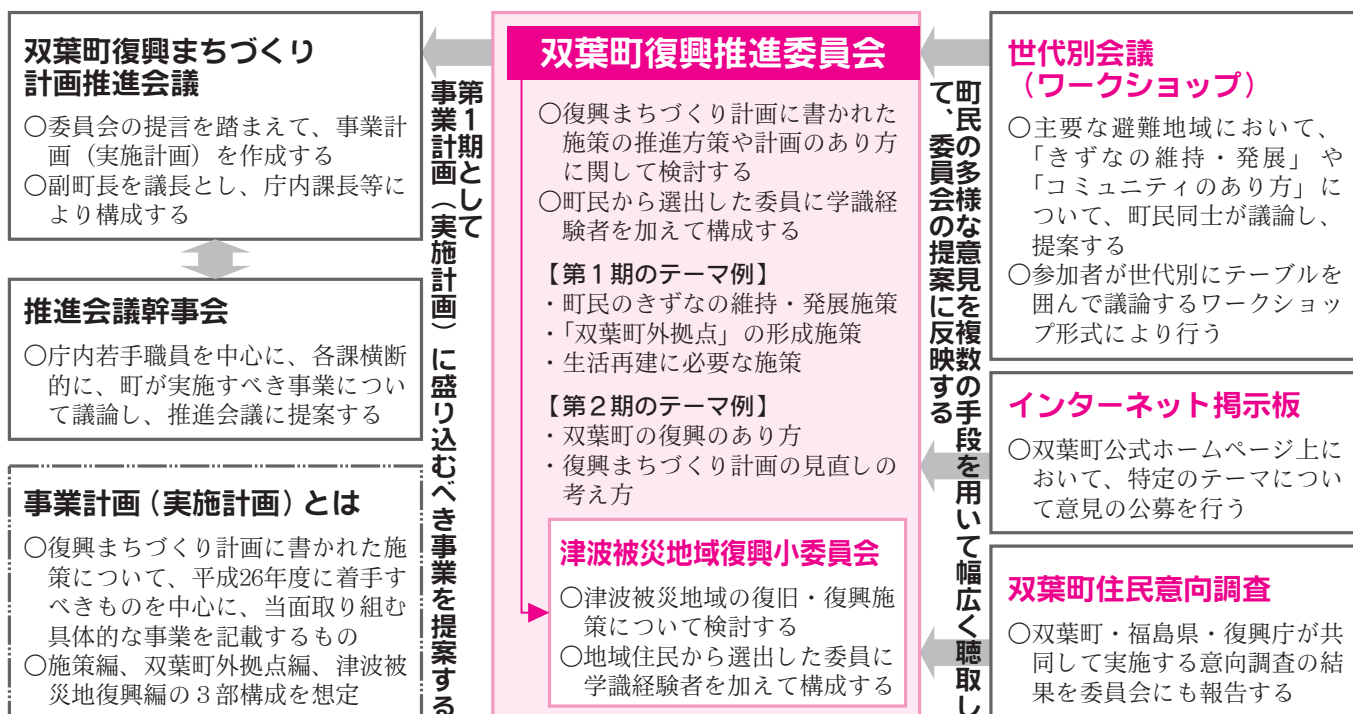 双葉町復興まちづくり
計画推進会議
○委員会の提言を踏まえて、事業計
画（実施計画）を作成する
○副町長を議長とし、庁内課長等に
より構成する
推進会議幹事会
○庁内若手職員を中心に、各課横断
的に、町が実施すべき事業につい
て議論し、推進会議に提案する
事業計画（実施計画）とは
○復興まちづくり計画に書かれた施
策について、平成26年度に着手す
べきものを中心に、当面取り組む
具体的な事業を記載するもの
○施策編、双葉町外拠点編、津波被
災地復興編の３部構成を想定
第１期として
事業計画（実施計画）に盛り込むべき事業を提案する
双葉町復興推進委員会
○復興まちづくり計画に書かれた
施策の推進方策や計画のあり方
に関して検討する
○町民から選出した委員に学識経
験者を加えて構成する
【第１期のテーマ例】
・町民のきずなの維持・発展施策
・「双葉町外拠点」の形成施策
・生活再建に必要な施策
【第２期のテーマ例】
・双葉町の復興のあり方
・復興まちづくり計画の見直しの
考え方
津波被災地域復興小委員会
○津波被災地域の復旧・復興施
策について検討する
○地域住民から選出した委員に
学識経験者を加えて構成する
町民の多様な意見を複数の手段を用いて幅広く聴取し
て、委員会の提案に反映する
世代別会議
（ワークショップ）
○主要な避難地域において、
「きずなの維持・発展」や
「コミュニティのあり方」に
ついて、町民同士が議論し、
提案する
○参加者が世代別にテーブルを
囲んで議論するワークショッ
プ形式により行う
インターネット掲示板
○双葉町公式ホームページ上に
おいて、特定のテーマについ
て意見の公募を行う
双葉町住民意向調査
○双葉町・福島県・復興庁が共
同して実施する意向調査の結
果を委員会にも報告する